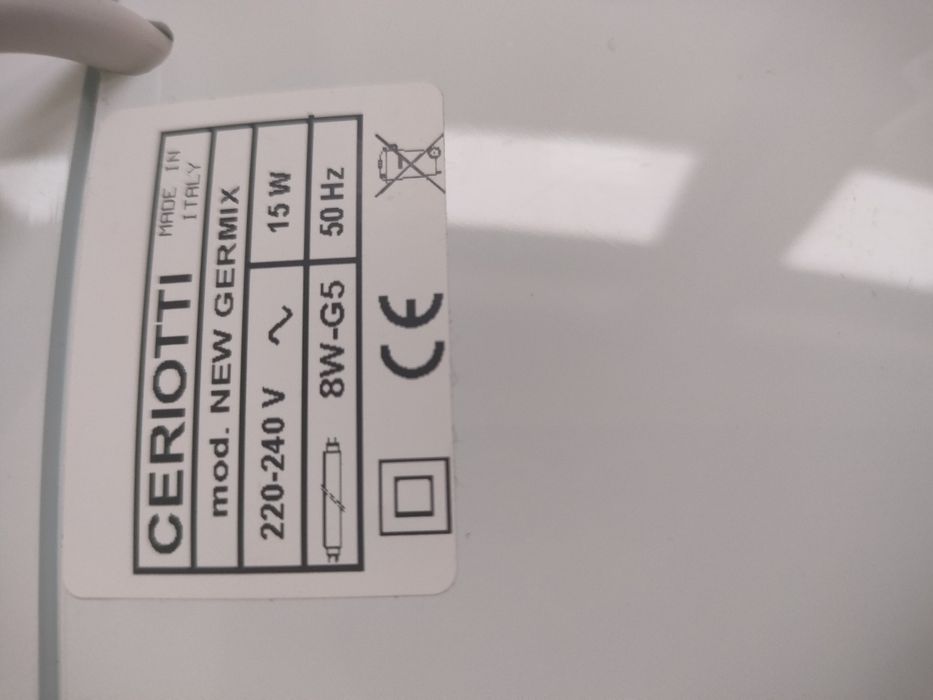 CERIOTTI MADE IN ITALY
mod. NEW GERMIX
220-240 V ~ 15 W
8W-G5 50 Hz
CE